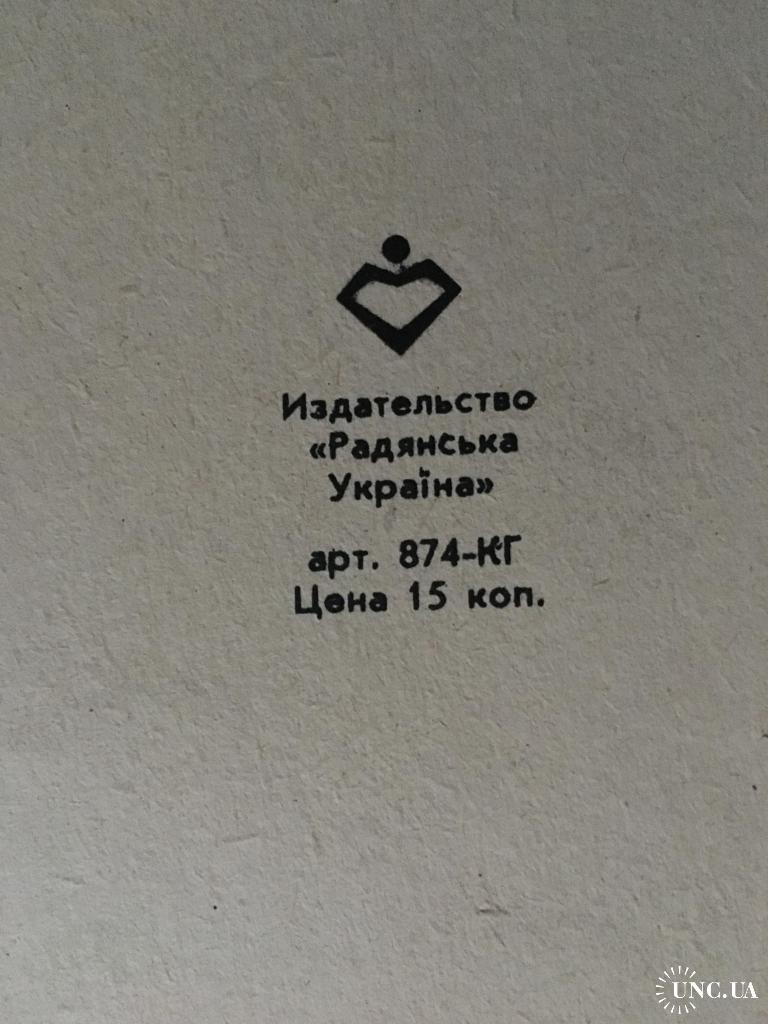 Издательство
«Радянська
Україна»
арт. 874-КГ
Цена 15 коп.
UNC.UA